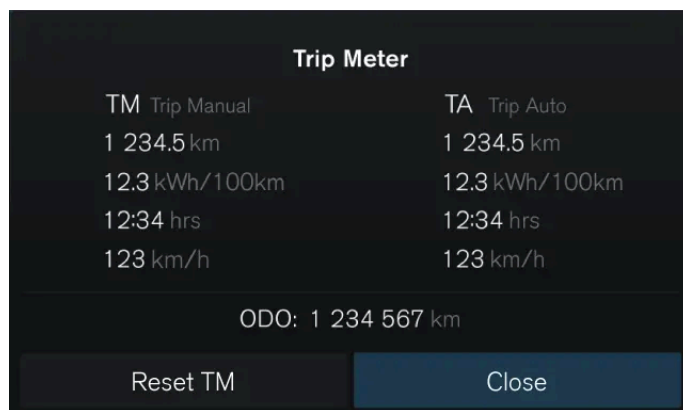 Trip Meter
TM Trip Manual
1 234.5 km
12.3 kWh/100km
12:34 hrs
123 km/h
TA Trip Auto
1 234.5 km
12.3 kWh/100km
12:34 hrs
123 km/h
ODO: 1 234 567 km
Reset TM
Close